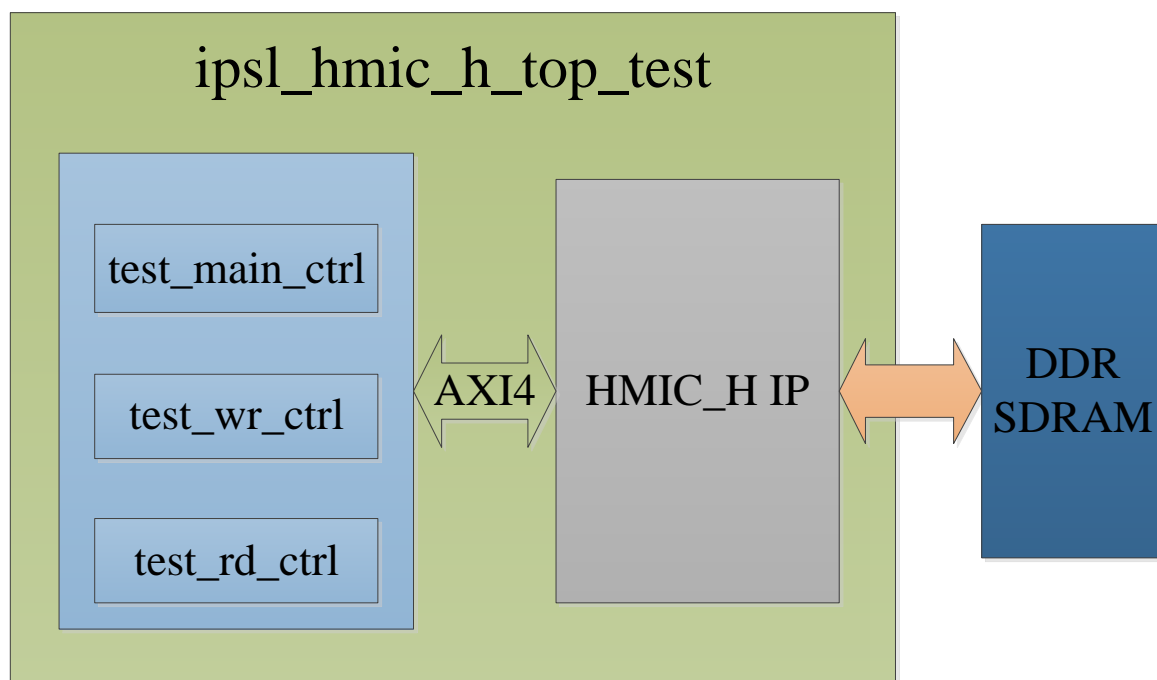 ipsl_hmic_h_top_test
test_main_ctrl
test_wr_ctrl
test_rd_ctrl
AXI4
HMIC_H IP
DDR
SDRAM